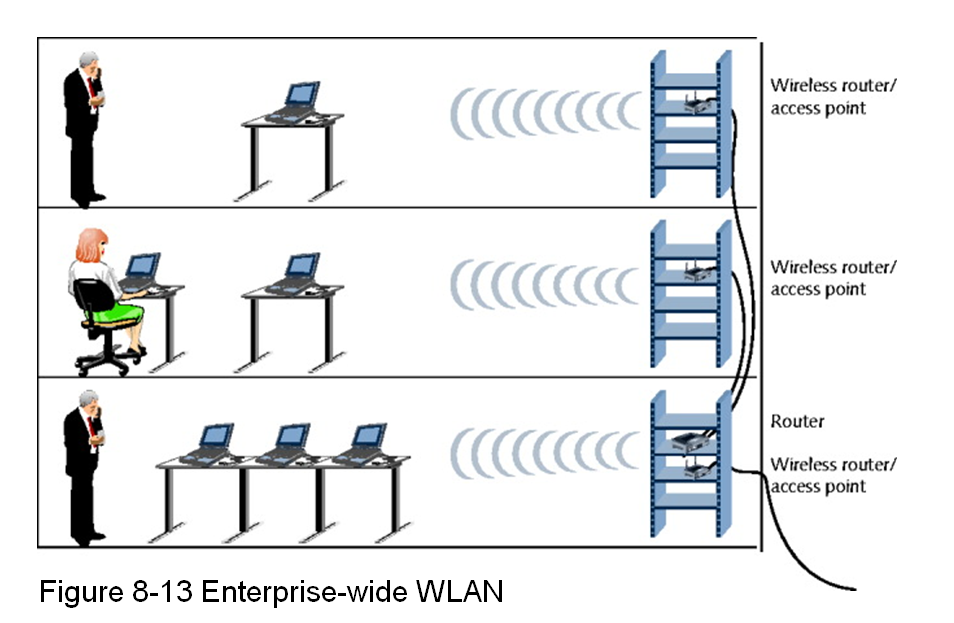 Wireless router/
access point
Wireless router/
access point
Router
Wireless router/
access point
Figure 8-13 Enterprise-wide WLAN